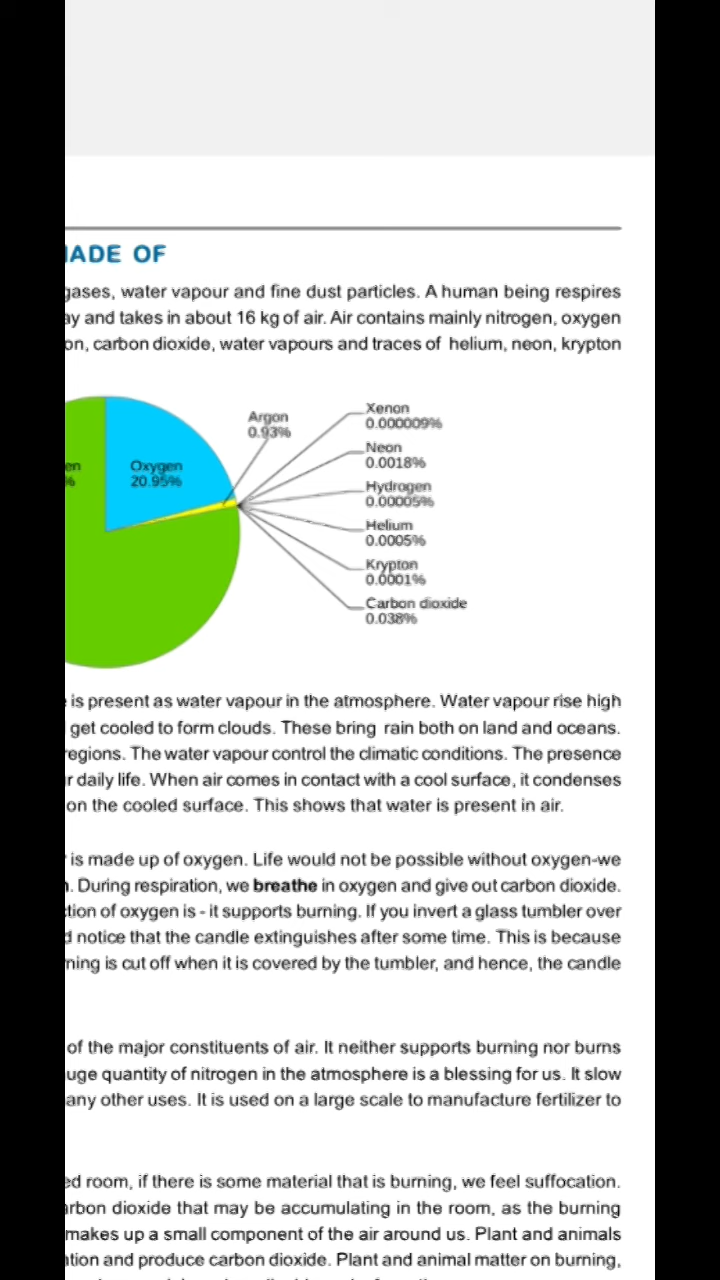 MADE OF
gases, water vapour and fine dust particles. A human being respires
ay and takes in about 16 kg of air. Air contains mainly nitrogen, oxygen
on, carbon dioxide, water vapours and traces of helium, neon, krypton
Argon
0.93%
Xenon
0.000009%
Neon
0.0018%
Hydrogen
0.00005%
Helium
0.0005%
Krypton
0.0001%
Carbon dioxide
0.038%
en
%
Oxygen
20.95%
is present as water vapour in the atmosphere. Water vapour rise high
get cooled to form clouds. These bring rain both on land and oceans.
regions. The water vapour control the climatic conditions. The presence
r daily life. When air comes in contact with a cool surface, it condenses
on the cooled surface. This shows that water is present in air.
is made up of oxygen. Life would not be possible without oxygen-we
. During respiration, we breathe in oxygen and give out carbon dioxide.
ction of oxygen is - it supports burning. If you invert a glass tumbler over
d notice that the candle extinguishes after some time. This is because
rning is cut off when it is covered by the tumbler, and hence, the candle
of the major constituents of air. It neither supports burning nor burns
uge quantity of nitrogen in the atmosphere is a blessing for us. It slow
any other uses. It is used on a large scale to manufacture fertilizer to
ed room, if there is some material that is burning, we feel suffocation.
arbon dioxide that may be accumulating in the room, as the burning
makes up a small component of the air around us. Plant and animals
ation and produce carbon dioxide. Plant and animal matter on burning,